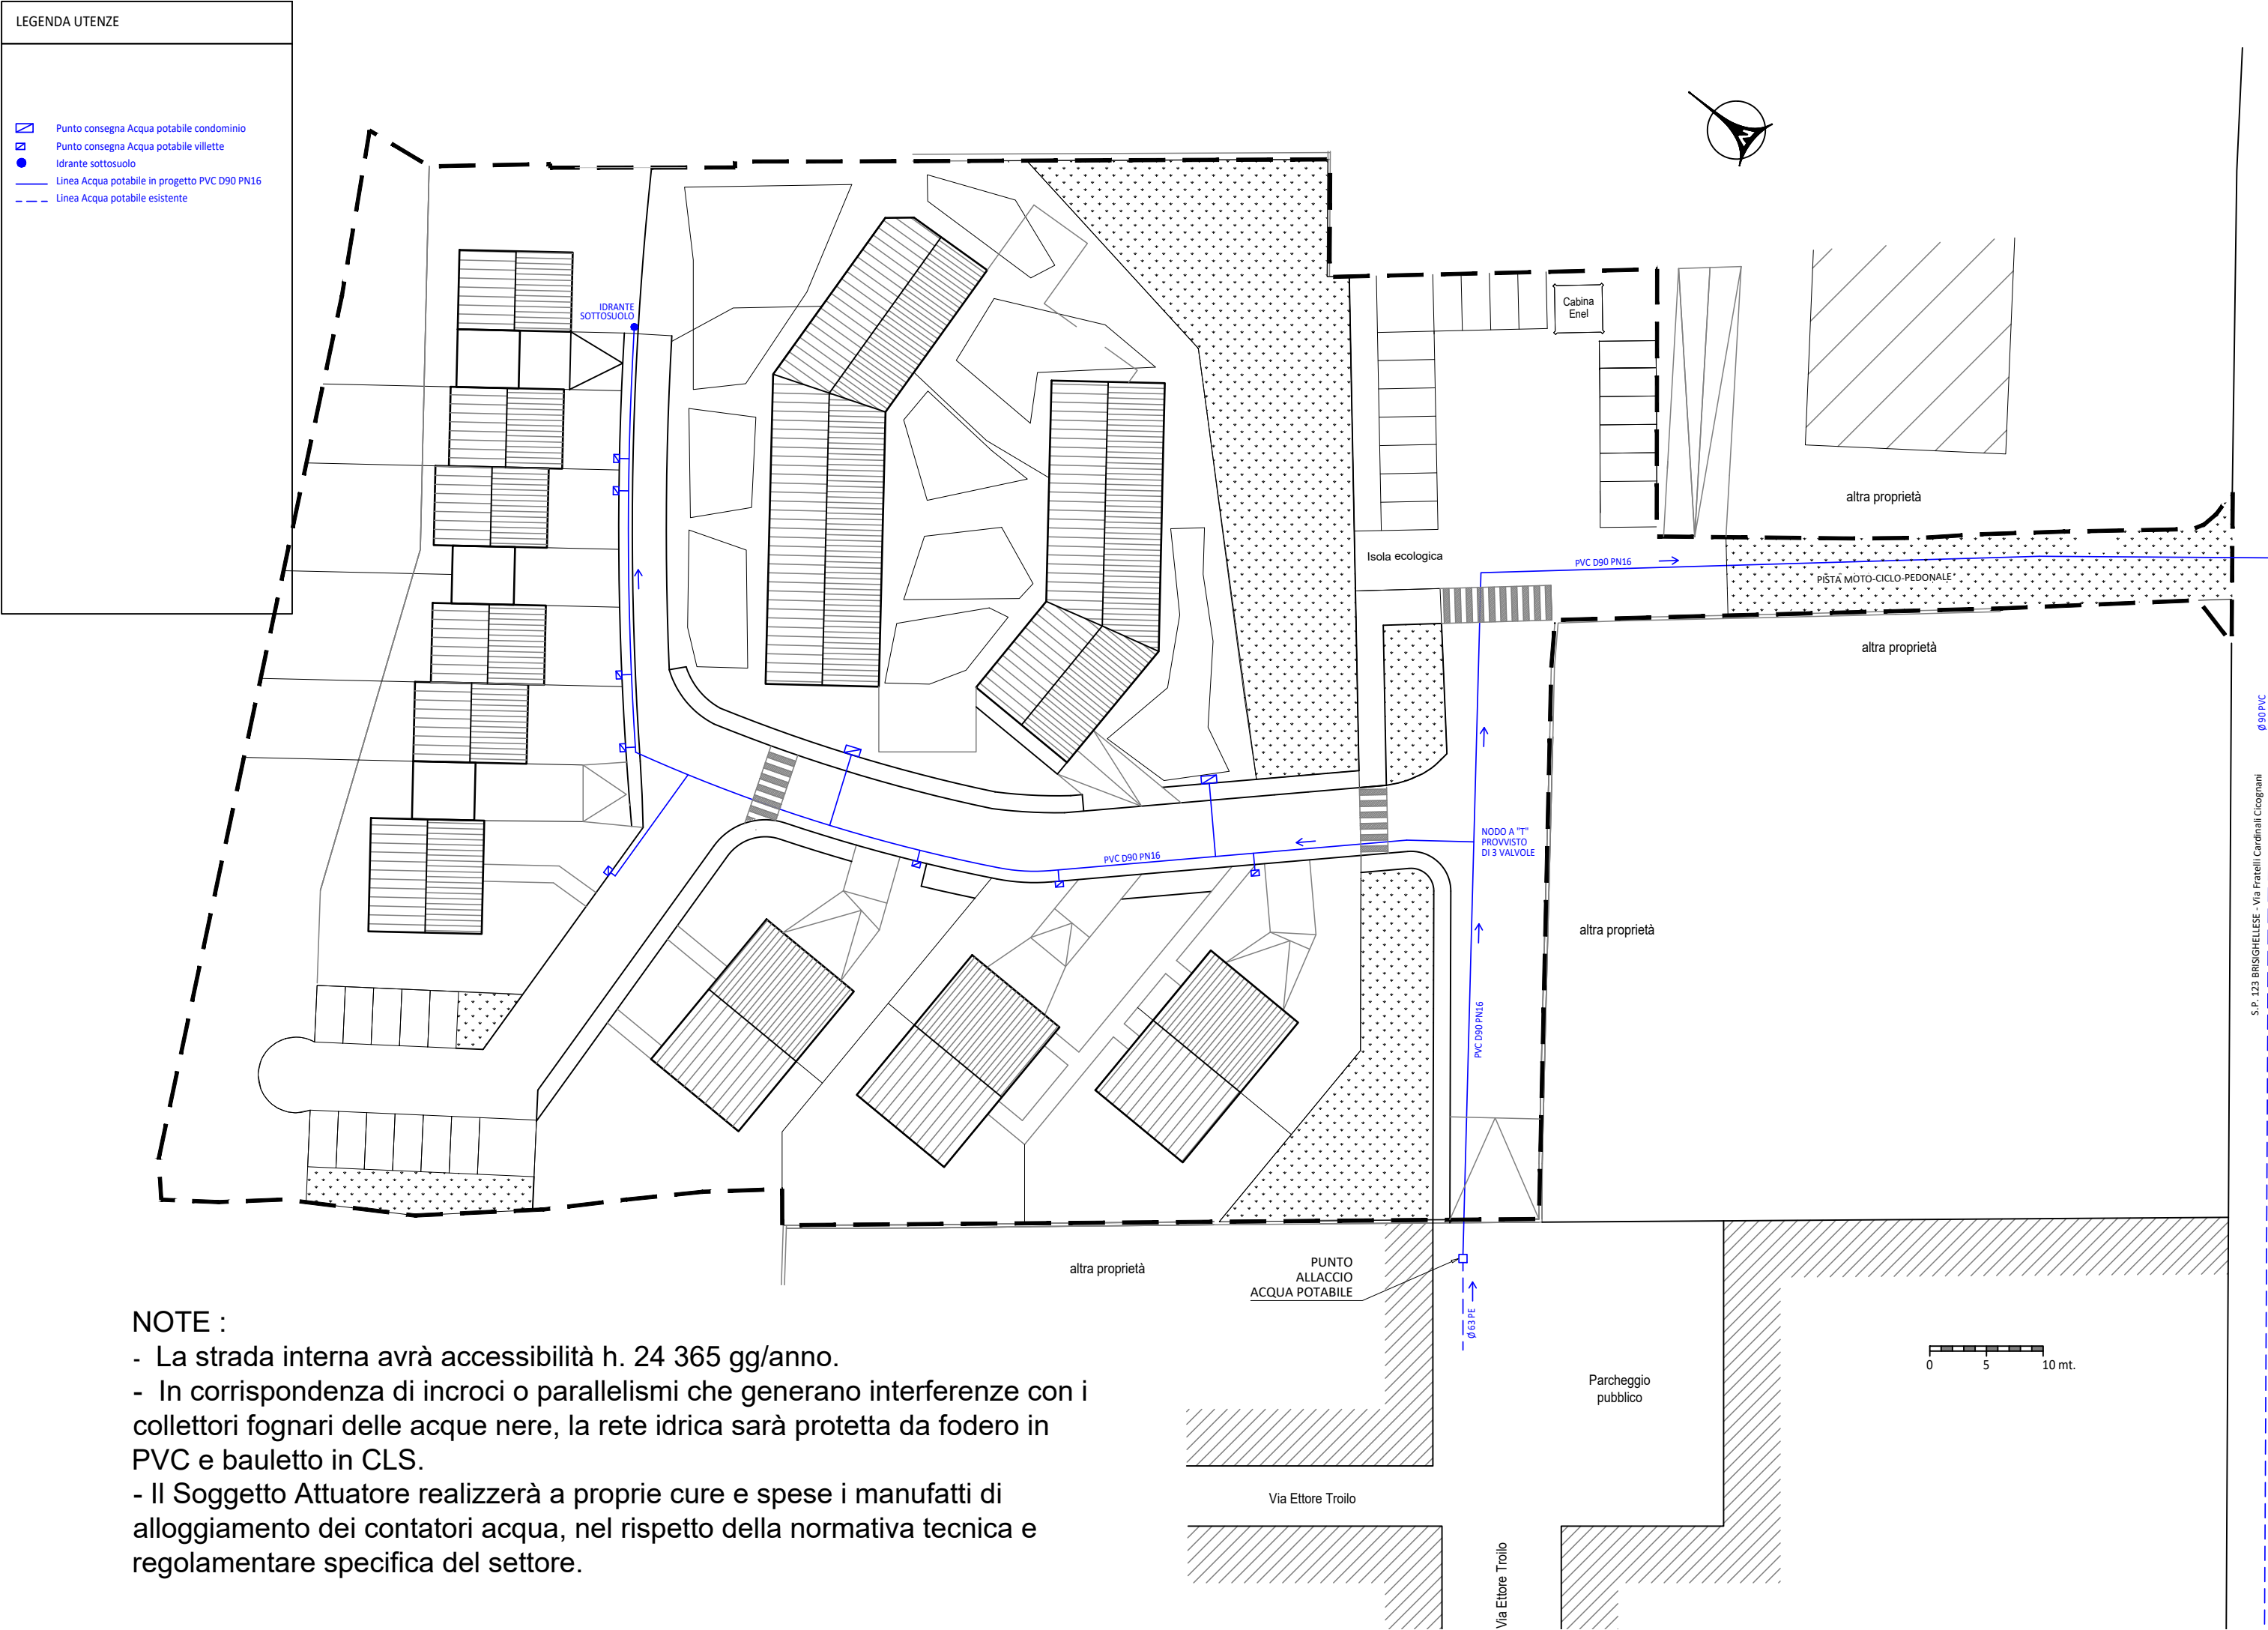 LEGENDA UTENZE
Punto consegna Acqua potabile condominio
Punto consegna Acqua potabile villette
Idrante sottosuolo
Linea Acqua potabile in progetto PVC D90 PN16
Linea Acqua potabile esistente
N
IDRANTE
SOTTOSUOLO
Cabina
Enel
altra proprietà
Isola ecologica
PVC D90 PN16
PISTA MOTO-CICLO-PEDONALE
altra proprietà
Ø 90 PVC
S.P. 123 BRISIGHELLESE - Via Fratelli Cardinali Cicognani
NODO A "T"
PROVVISTO
DI 3 VALVOLE
PVC D90 PN16
altra proprietà
PVC D90 PN16
altra proprietà
PUNTO
ALLACCIO
ACQUA POTABILE
Ø 63 PE
0 5 10 mt.
Parcheggio
pubblico
Via Ettore Troilo
Via Ettore Troilo
NOTE :
- La strada interna avrà accessibilità h. 24 365 gg/anno.
- In corrispondenza di incroci o parallelismi che generano interferenze con i
collettori fognari delle acque nere, la rete idrica sarà protetta da fodero in
PVC e bauletto in CLS.
- Il Soggetto Attuatore realizzerà a proprie cure e spese i manufatti di
alloggiamento dei contatori acqua, nel rispetto della normativa tecnica e
regolamentare specifica del settore.